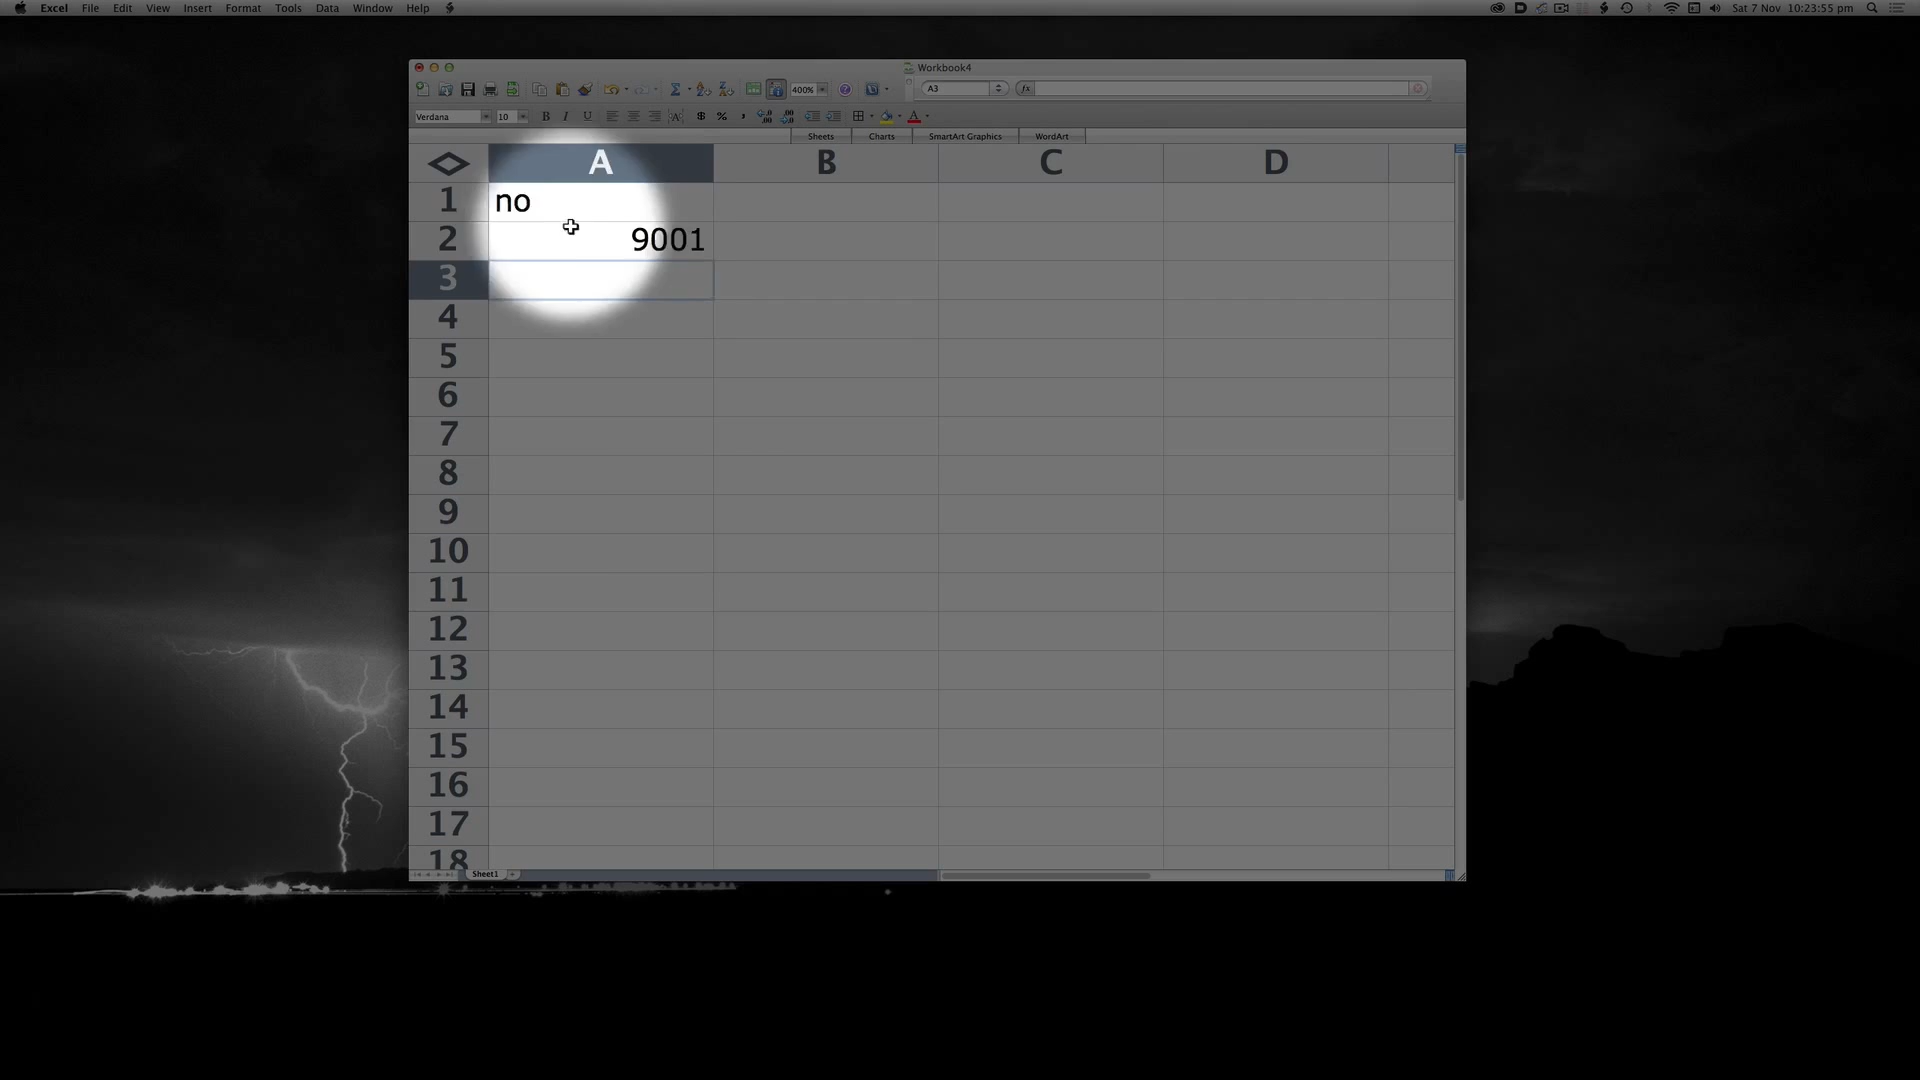 Excel File Edit View Insert Format Tools Data Window Help
Sat 7 Nov 10:23:55 pm
Workbook4
400%
A3
fx
Verdana 10 B I U $ %
Sheets Charts SmartArt Graphics WordArt
A B C D
1 no
2 9001
3
4
5
6
7
8
9
10
11
12
13
14
15
16
17
18
Sheet1